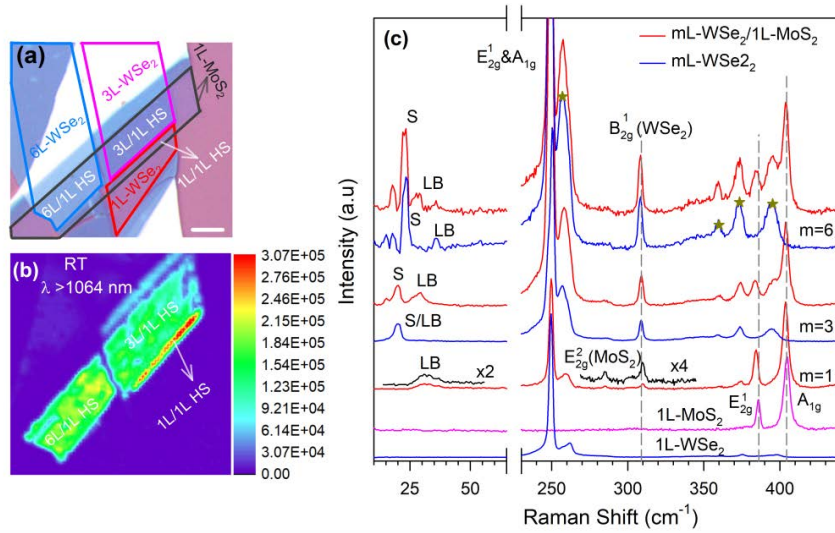 (a)
1L-MoS₂
3L-WSe₂
6L-WSe₂
3L/1L HS
1L/1L HS
6L/1L HS
1L-WSe₂
(b)
RT
λ >1064 nm
3L/1L HS
1L/1L HS
6L/1L HS
3.07E+05
2.76E+05
2.46E+05
2.15E+05
1.84E+05
1.54E+05
1.23E+05
9.21E+04
6.14E+04
3.07E+04
0.00
(c)
mL-WSe₂/1L-MoS₂
mL-WSe2₂
E¹₂g&A₁g
B¹₂g(WSe₂)
S
LB
S
LB
m=6
S
LB
S/LB
m=3
LB
x2
E²₂g(MoS₂)
x4
m=1
E¹₂g
A₁g
1L-MoS₂
1L-WSe₂
Intensity (a.u)
25 50 250 300 350 400
Raman Shift (cm⁻¹)